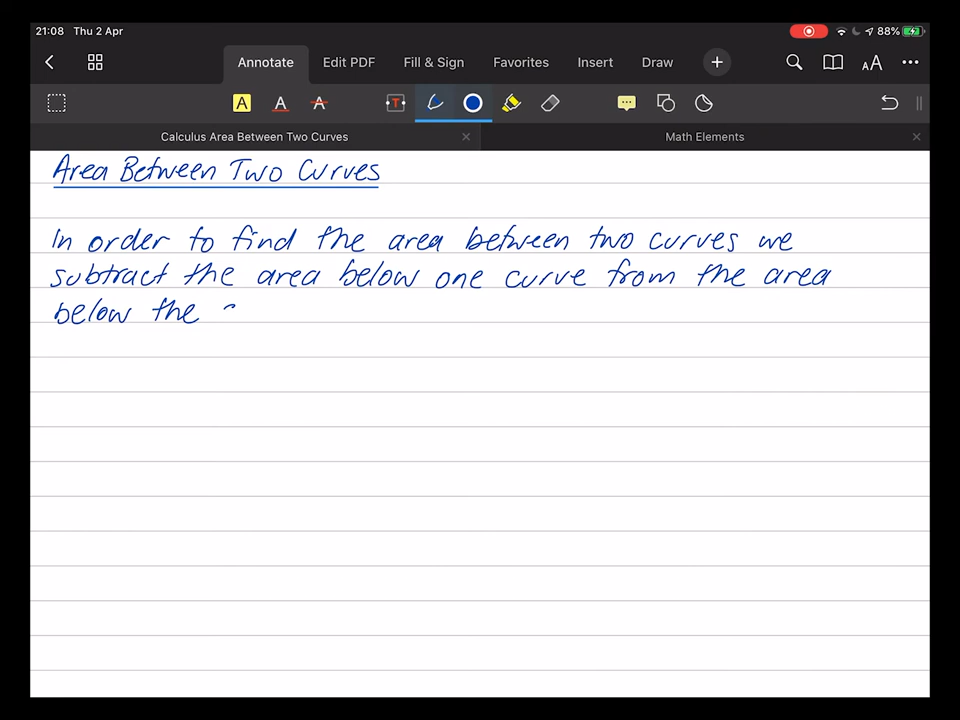 21:08 Thu 2 Apr 88%
Annotate Edit PDF Fill & Sign Favorites Insert Draw
Calculus Area Between Two Curves Math Elements
Area Between Two Curves
In order to find the area between two curves we
subtract the area below one curve from the area
below the